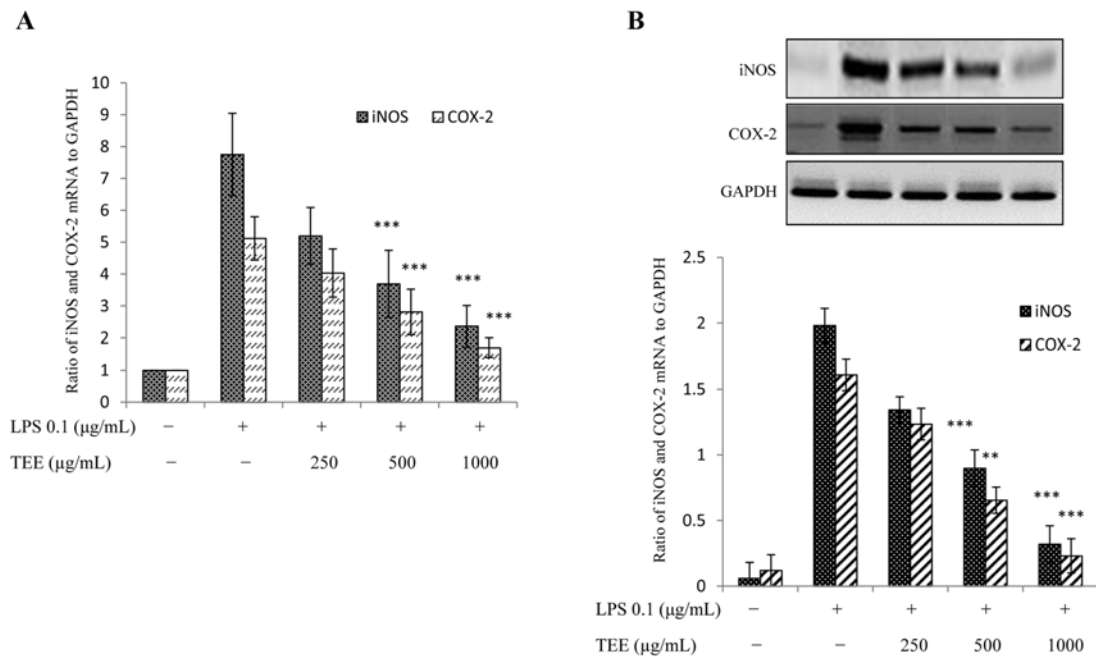 A
Ratio of iNOS and COX-2 mRNA to GAPDH
10
9
8
7
6
5
4
3
2
1
0
iNOS COX-2
***
***
***
***
LPS 0.1 (μg/mL) − + + + +
TEE (μg/mL) − − 250 500 1000
B
iNOS
COX-2
GAPDH
Ratio of iNOS and COX-2 mRNA to GAPDH
2.5
2
1.5
1
0.5
0
iNOS
COX-2
***
**
***
***
LPS 0.1 (μg/mL) − + + + +
TEE (μg/mL) − − 250 500 1000